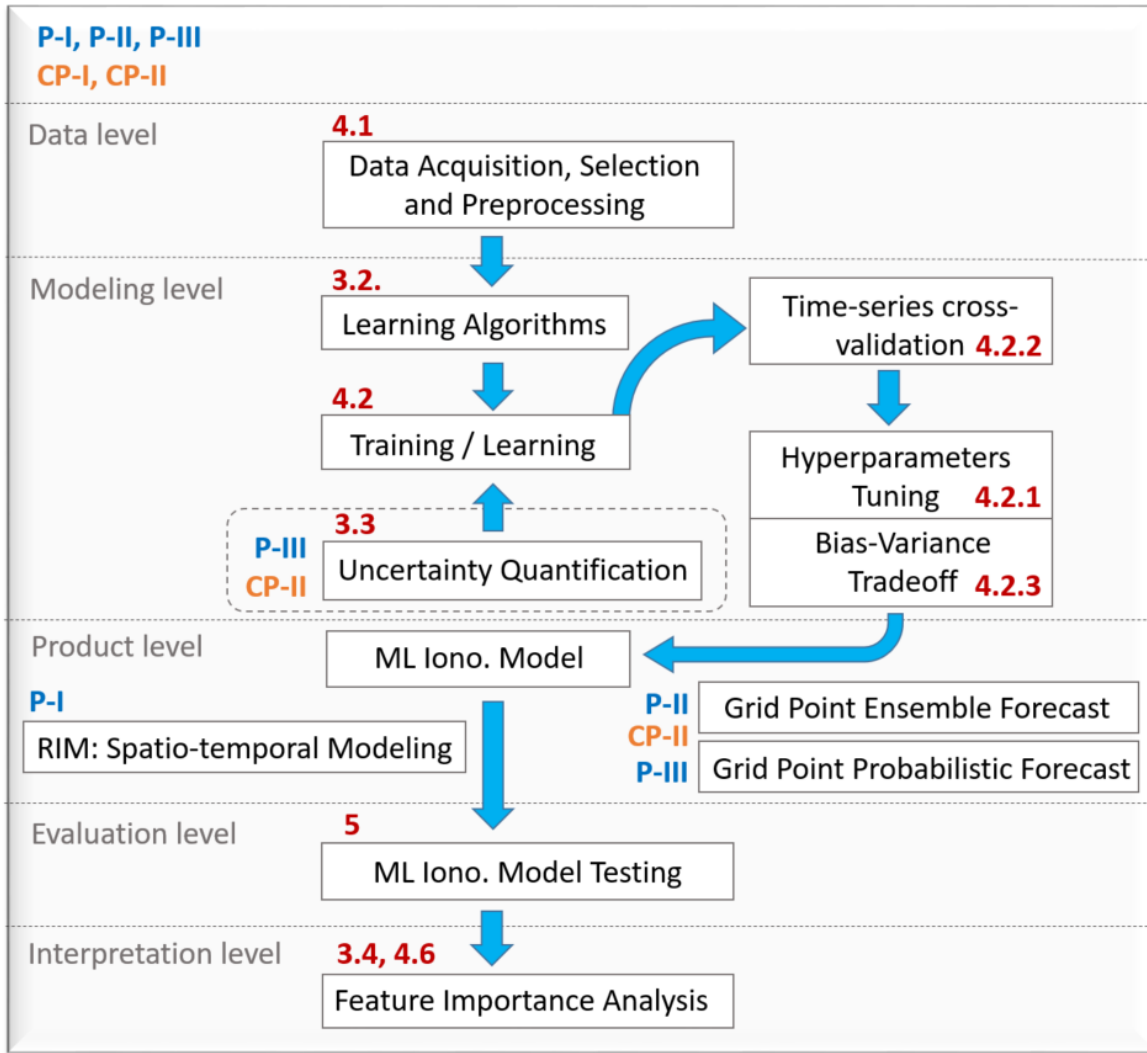 P-I, P-II, P-III
CP-I, CP-II
Data level
4.1
Data Acquisition, Selection
and Preprocessing
Modeling level
3.2.
Learning Algorithms
Time-series cross-
validation 4.2.2
4.2
Training / Learning
Hyperparameters
Tuning 4.2.1
Bias-Variance
Tradeoff 4.2.3
3.3
P-III
CP-II
Uncertainty Quantification
Product level
ML Iono. Model
P-I
RIM: Spatio-temporal Modeling
P-II
Grid Point Ensemble Forecast
CP-II
P-III
Grid Point Probabilistic Forecast
Evaluation level
5
ML Iono. Model Testing
Interpretation level
3.4, 4.6
Feature Importance Analysis